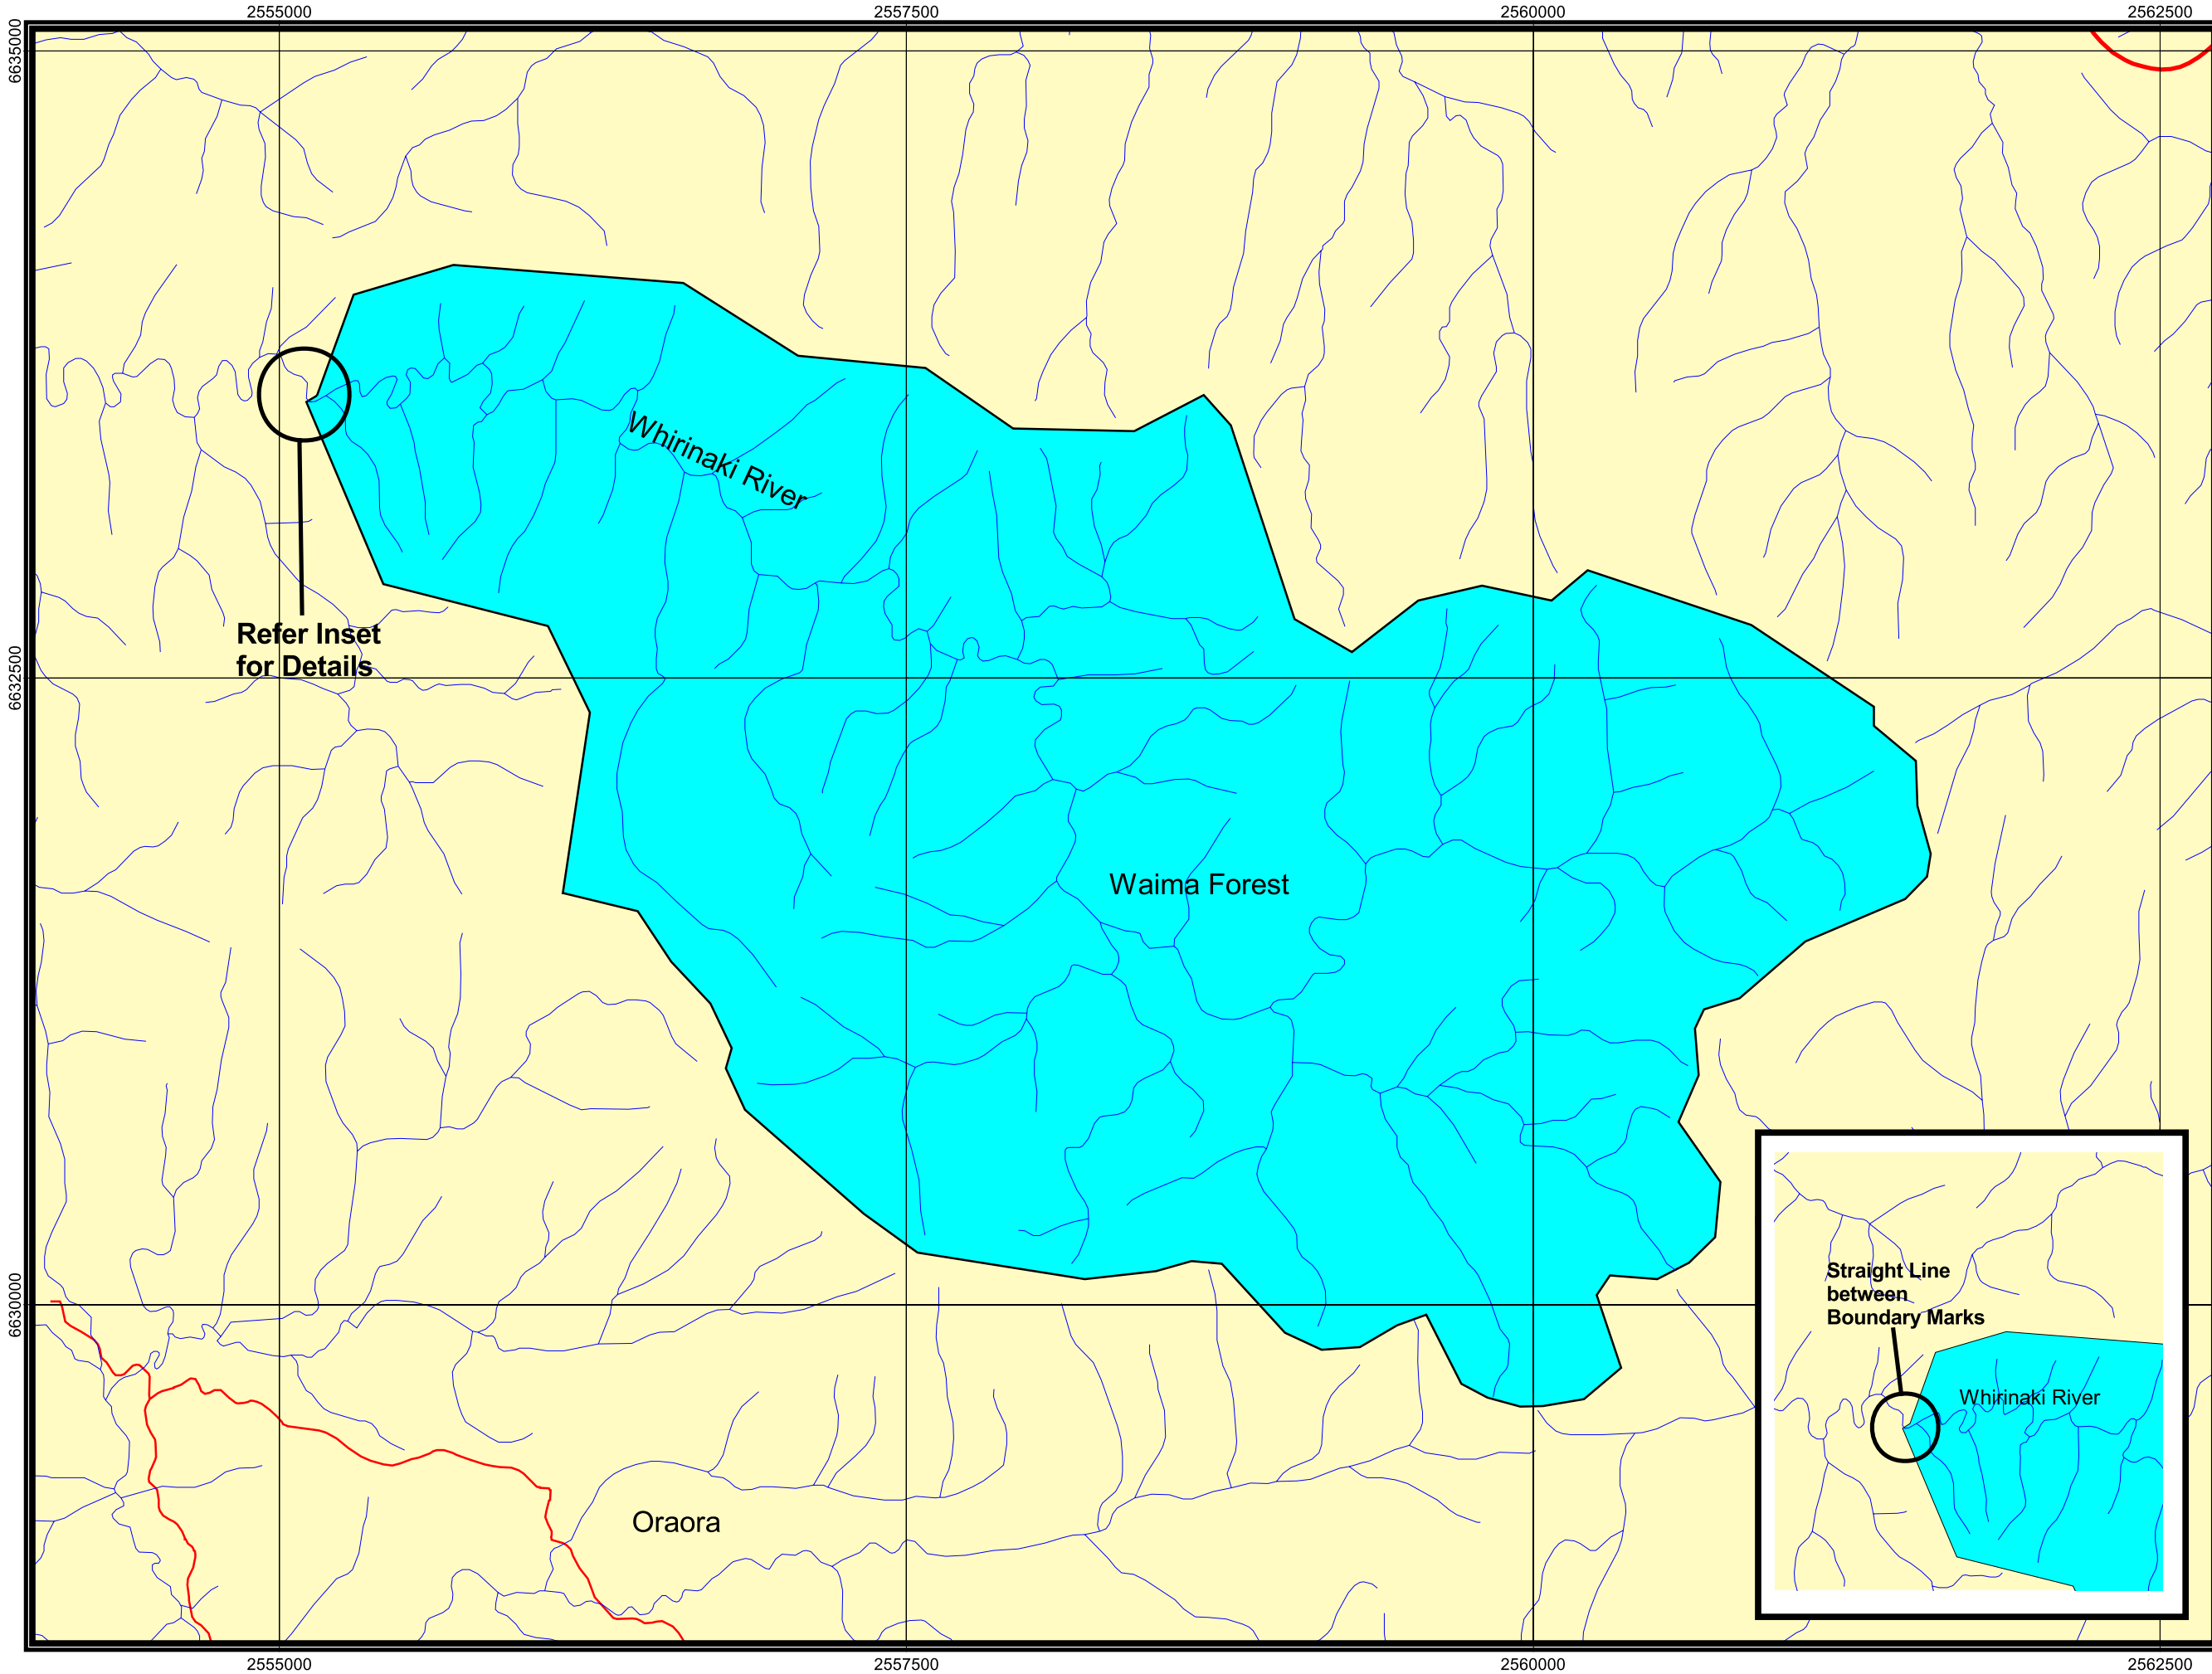 2555000
2557500
2560000
2562500
6635000
Whirinaki River
Refer Inset
for Details
6632500
Waima Forest
6630000
Straight Line
between
Boundary Marks
Whirinaki River
Oraora
2555000
2557500
2560000
2562500